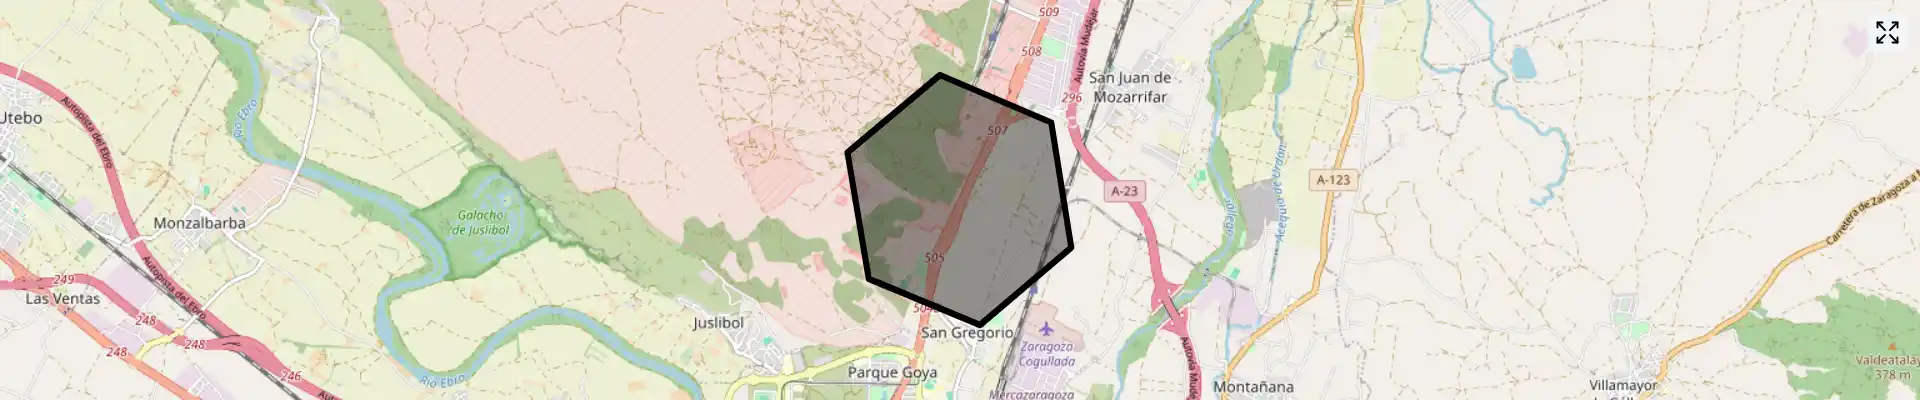 509
508
Autovía Mudéjar
San Juan de
Mozarrifar
296
507
Río Ebro
Autopista del Ebro
Utebo
A-23
A-123
Acequia de Urdán
Gállego
Galacho
de Juslibol
Monzalbarba
Carretera de Zaragoza a
505
249
Autopista del Ebro
Las Ventas
248
248
248
246
Juslibol
504
San Gregorio
Zaragoza
Cogullada
Parque Goya
Río Ebro
Mercazaragoza
Autovía Mudé
Montañana
Villamayor
Valdeatalay
378 m